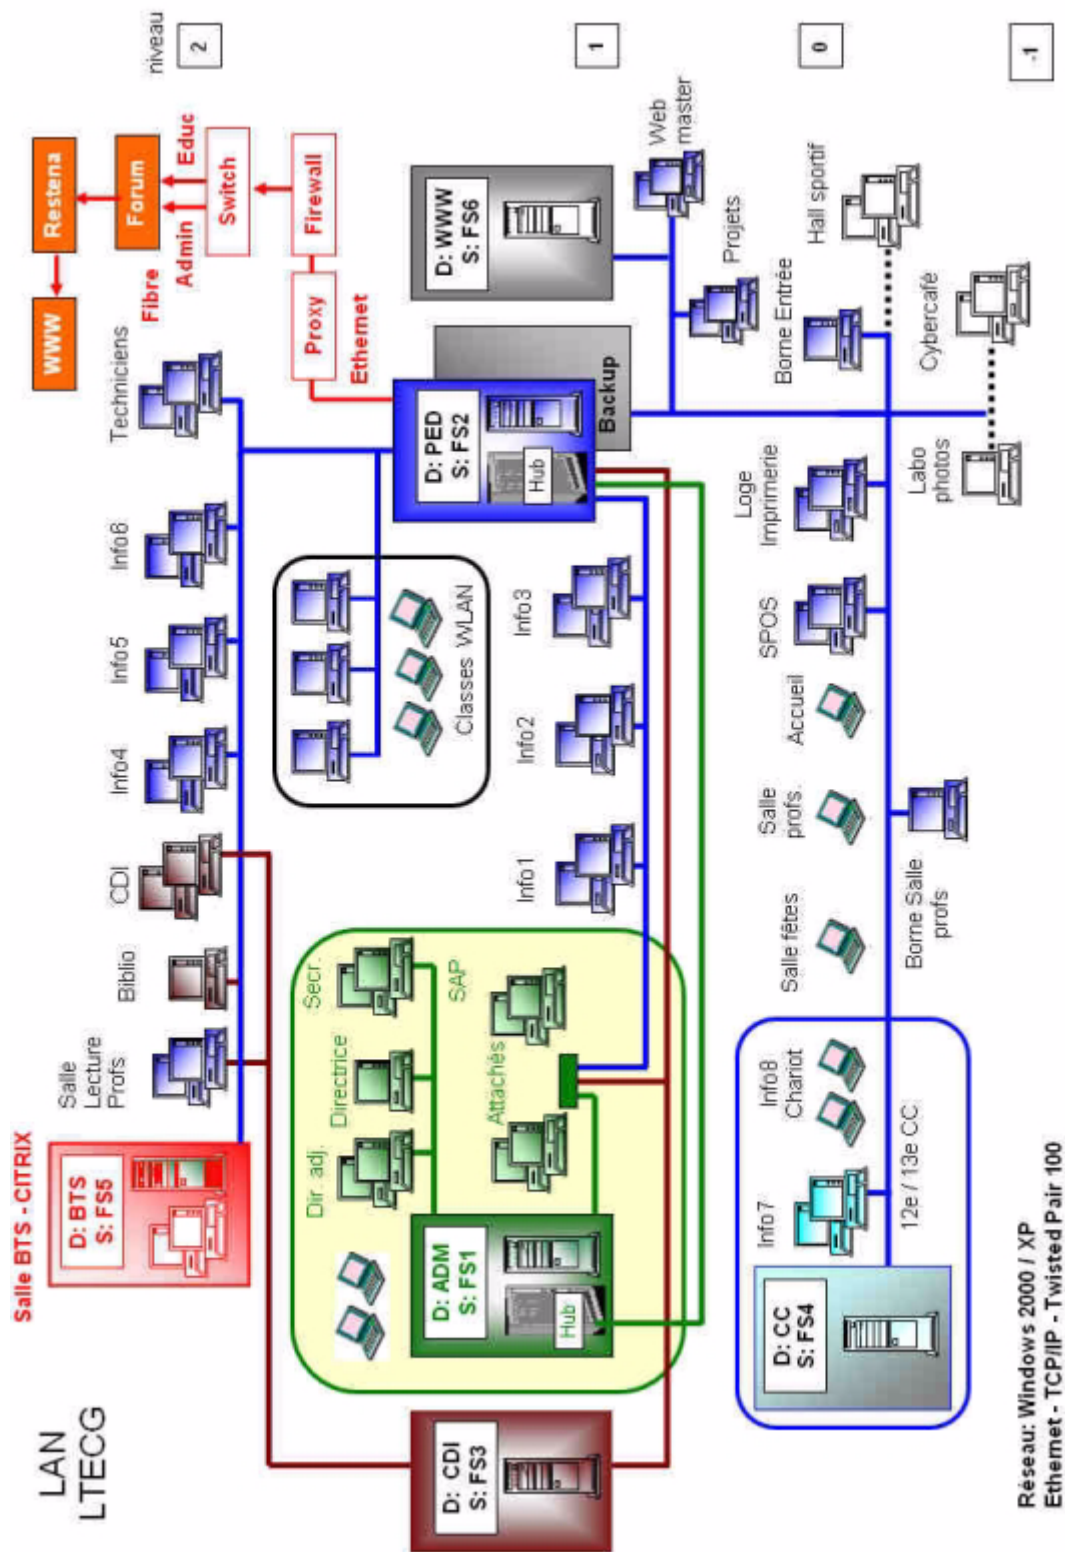 LAN
LTECG
Salle BTS - CITRIX
D: BTS
S: FS5
Salle
Lecture
Profs
Biblio
CDI
Info4
Info5
Info6
Techniciens
WWW
Restena
Forum
Fibre
Admin
Educ
Switch
Firewall
Proxy
Ethernet
niveau
2
D: CDI
S: FS3
D: ADM
S: FS1
Hub
Dir. adj.
Directrice
Secr.
Attachés
SAP
Classes WLAN
Info1
Info2
Info3
D: PED
S: FS2
Hub
Backup
D: WWW
S: FS6
Projets
Web
master
1
D: CC
S: FS4
Info7
Info8
Chariot
12e / 13e CC
Salle fêtes
Salle
profs.
Accueil
SPOS
Loge
Imprimerie
Borne Entrée
Hall sportif
0
Borne Salle
profs
Labo
photos
Cybercafé
-1
Réseau: Windows 2000 / XP
Ethernet - TCP/IP - Twisted Pair 100